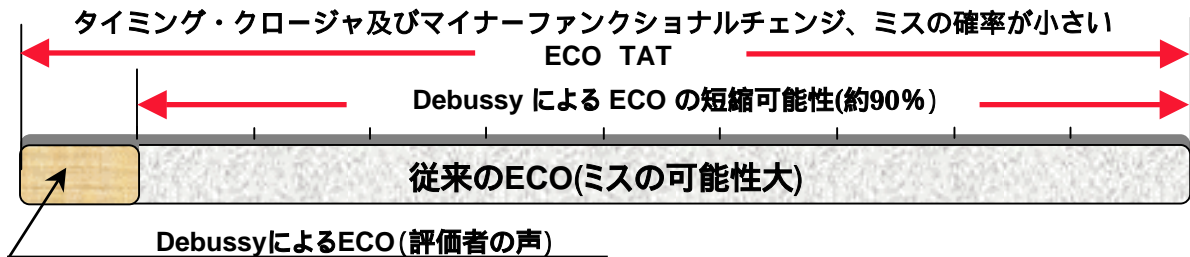 タイミング・クロージャ及びマイナーファンクショナルチェンジ、ミスの確率が小さい
ECO TAT
Debussy による ECO の短縮可能性(約90%)
従来のECO(ミスの可能性大)
DebussyによるECO(評価者の声)